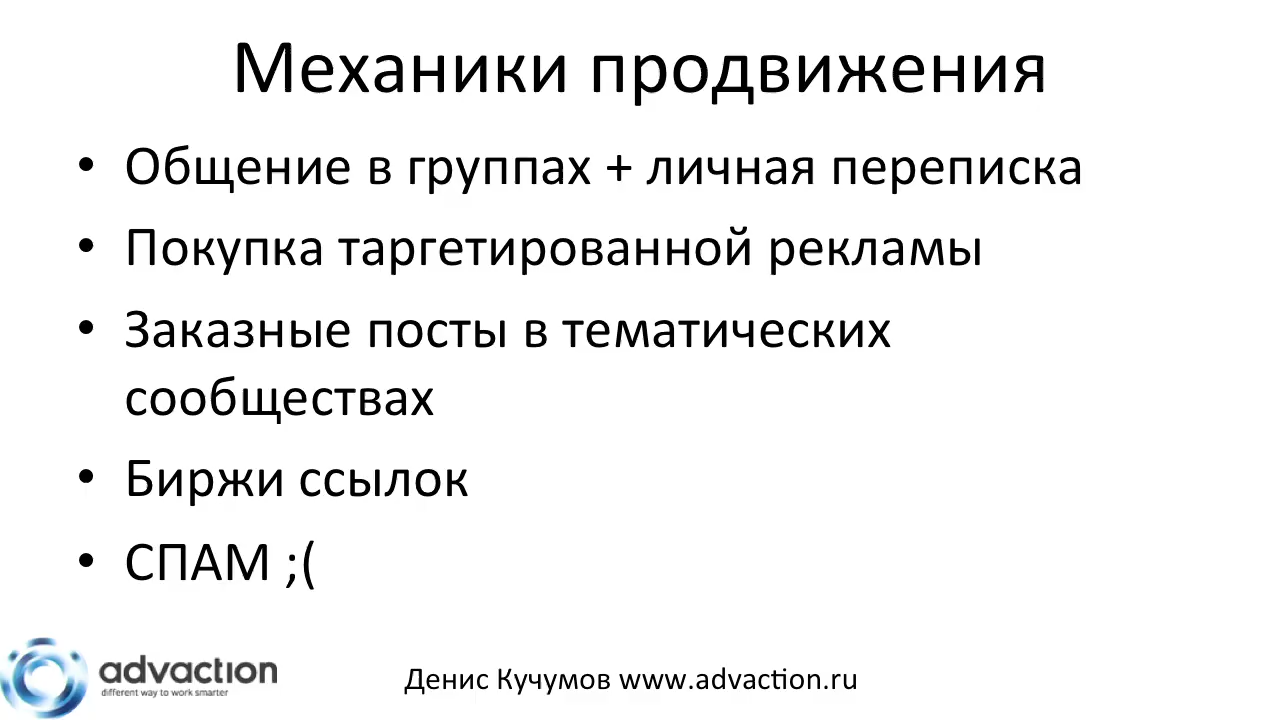 Механики продвижения
• Общение в группах + личная переписка
• Покупка таргетированной рекламы
• Заказные посты в тематических
сообществах
• Биржи ссылок
• СПАМ ;(
advaction
different way to work smarter
Денис Кучумов www.advaction.ru